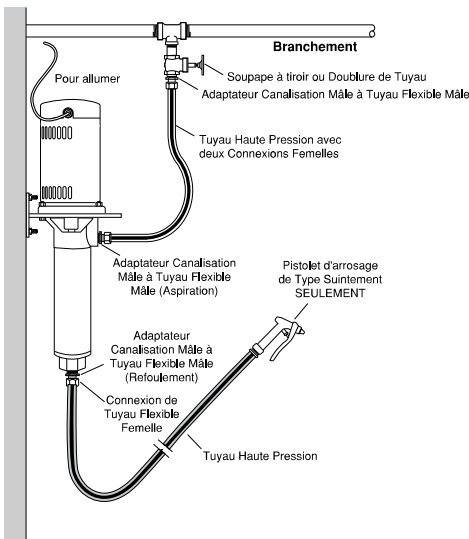 Branchement
Pour allumer
Soupape à tiroir ou Doublure de Tuyau
Adaptateur Canalisation Mâle à Tuyau Flexible Mâle
Tuyau Haute Pression avec
deux Connexions Femelles
Adaptateur Canalisation
Mâle à Tuyau Flexible
Mâle (Aspiration)
Pistolet d'arrosage
de Type Suintement
SEULEMENT
Adaptateur
Canalisation Mâle à
Tuyau Flexible Mâle
(Refoulement)
Connexion de
Tuyau Flexible
Femelle
Tuyau Haute Pression